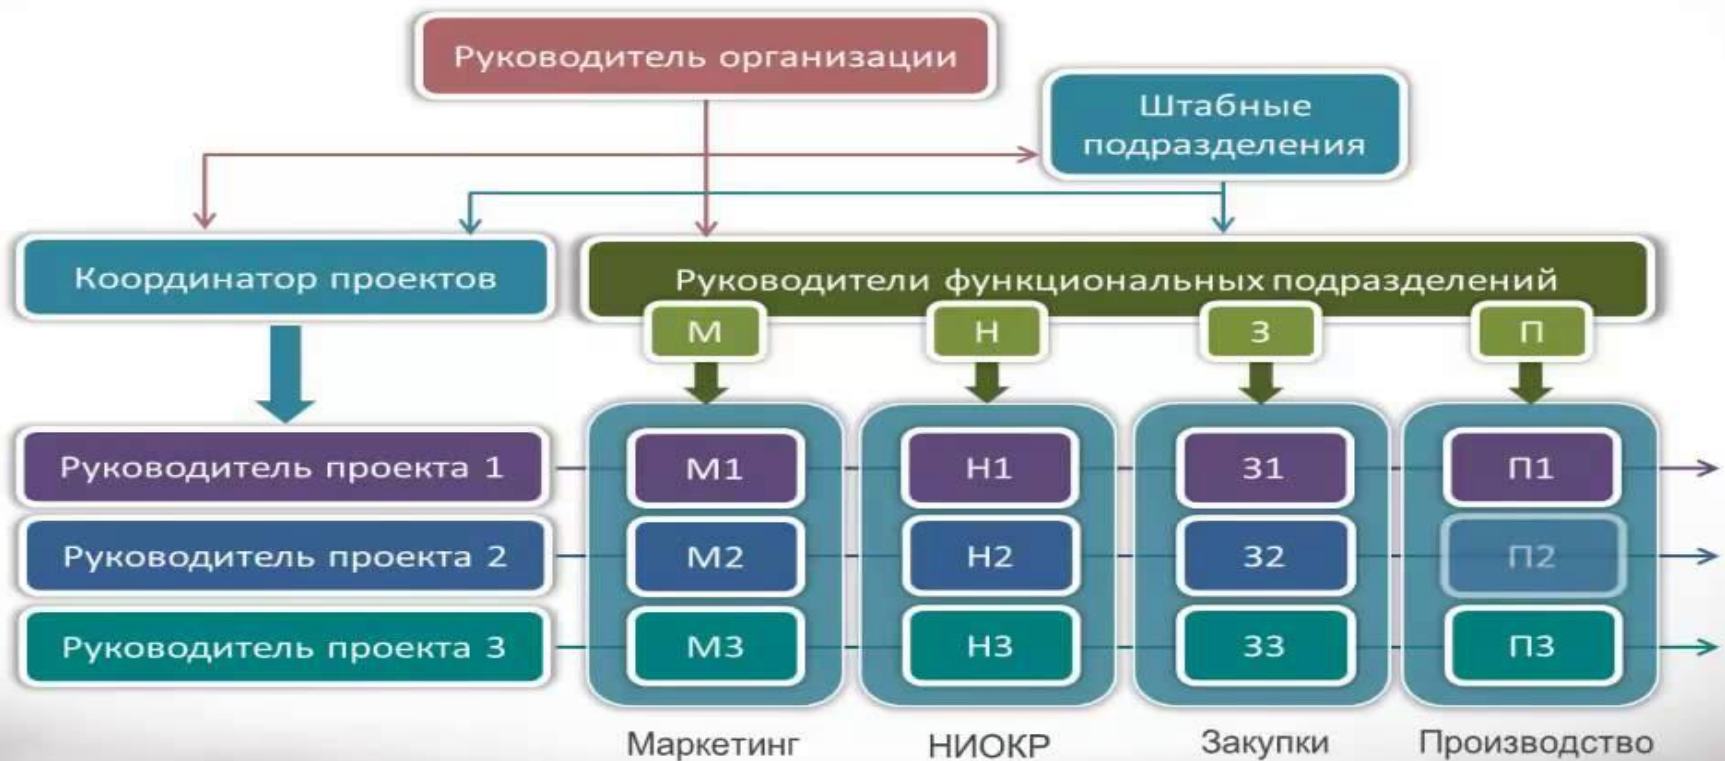 Руководитель организации
Штабные
подразделения
Координатор проектов
Руководители функциональных подразделений
М Н З П
Руководитель проекта 1 М1 Н1 З1 П1
Руководитель проекта 2 М2 Н2 З2 П2
Руководитель проекта 3 М3 Н3 З3 П3
Маркетинг НИОКР Закупки Производство